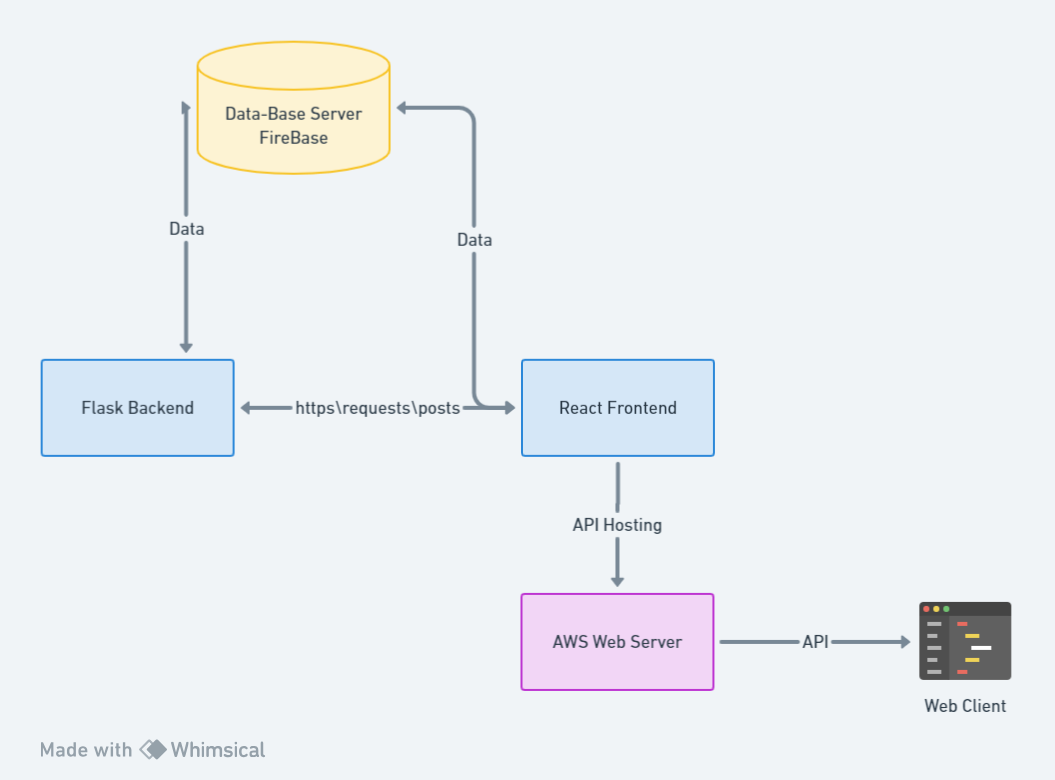 Data-Base Server
FireBase
Data
Data
Flask Backend
https\requests\posts
React Frontend
API Hosting
AWS Web Server
API
Web Client
Made with Whimsical